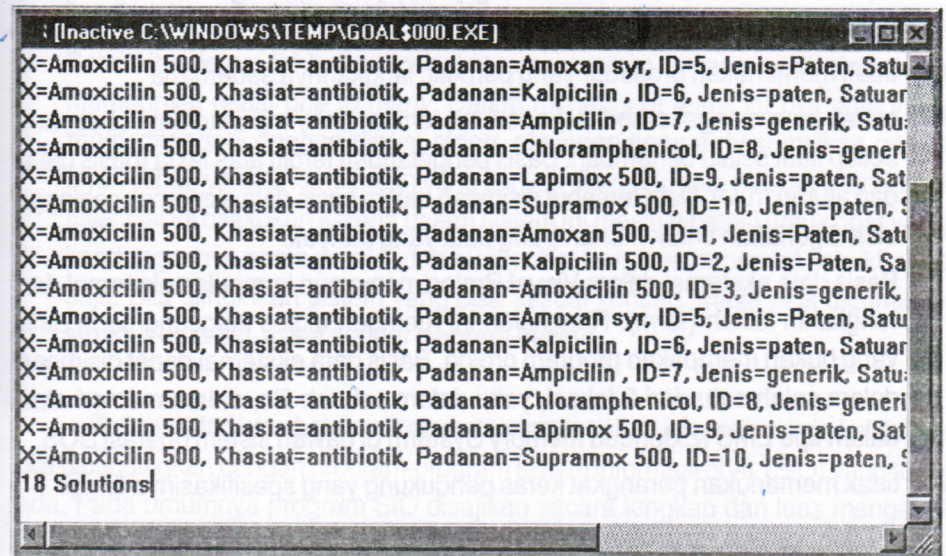 [Inactive C:\WINDOWS\TEMP\GOAL$000.EXE]
X=Amoxicilin 500, Khasiat=antibiotik, Padanan=Amoxan syr, ID=5, Jenis=Paten, Satu
X=Amoxicilin 500, Khasiat=antibiotik, Padanan=Kalpicilin , ID=6, Jenis=paten, Satuan
X=Amoxicilin 500, Khasiat=antibiotik, Padanan=Ampicilin , ID=7, Jenis=generik, Satu
X=Amoxicilin 500, Khasiat=antibiotik, Padanan=Chloramphenicol, ID=8, Jenis=generi
X=Amoxicilin 500, Khasiat=antibiotik, Padanan=Lapimox 500, ID=9, Jenis=paten, Sat
X=Amoxicilin 500, Khasiat=antibiotik, Padanan=Supramox 500, ID=10, Jenis=paten, S
X=Amoxicilin 500, Khasiat=antibiotik, Padanan=Amoxan 500, ID=1, Jenis=Paten, Satu
X=Amoxicilin 500, Khasiat=antibiotik, Padanan=Kalpicilin 500, ID=2, Jenis=Paten, Sa
X=Amoxicilin 500, Khasiat=antibiotik, Padanan=Amoxicilin 500, ID=3, Jenis=generik,
X=Amoxicilin 500, Khasiat=antibiotik, Padanan=Amoxan syr, ID=5, Jenis=Paten, Satu
X=Amoxicilin 500, Khasiat=antibiotik, Padanan=Kalpicilin , ID=6, Jenis=paten, Satuan
X=Amoxicilin 500, Khasiat=antibiotik, Padanan=Ampicilin , ID=7, Jenis=generik, Satu
X=Amoxicilin 500, Khasiat=antibiotik, Padanan=Chloramphenicol, ID=8, Jenis=generi
X=Amoxicilin 500, Khasiat=antibiotik, Padanan=Lapimox 500, ID=9, Jenis=paten, Sat
X=Amoxicilin 500, Khasiat=antibiotik, Padanan=Supramox 500, ID=10, Jenis=paten, S
18 Solutions